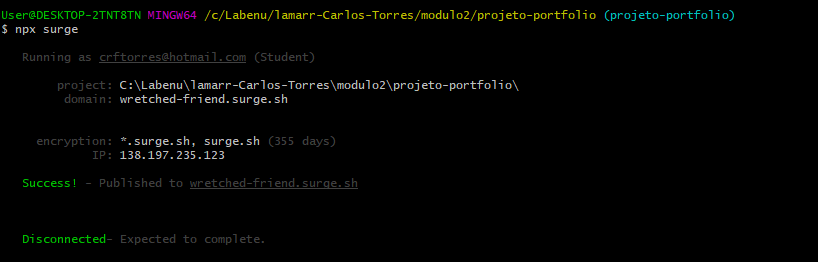 User@DESKTOP-2TNT8TN MINGW64 /c/Labenu/lamarr-Carlos-Torres/modulo2/projeto-portfolio (projeto-portfolio)
$ npx surge
Running as crftorres@hotmail.com (Student)
project: C:\Labenu\lamarr-Carlos-Torres\modulo2\projeto-portfolio\
domain: wretched-friend.surge.sh
encryption: *.surge.sh, surge.sh (355 days)
IP: 138.197.235.123
Success! - Published to wretched-friend.surge.sh
Disconnected- Expected to complete.